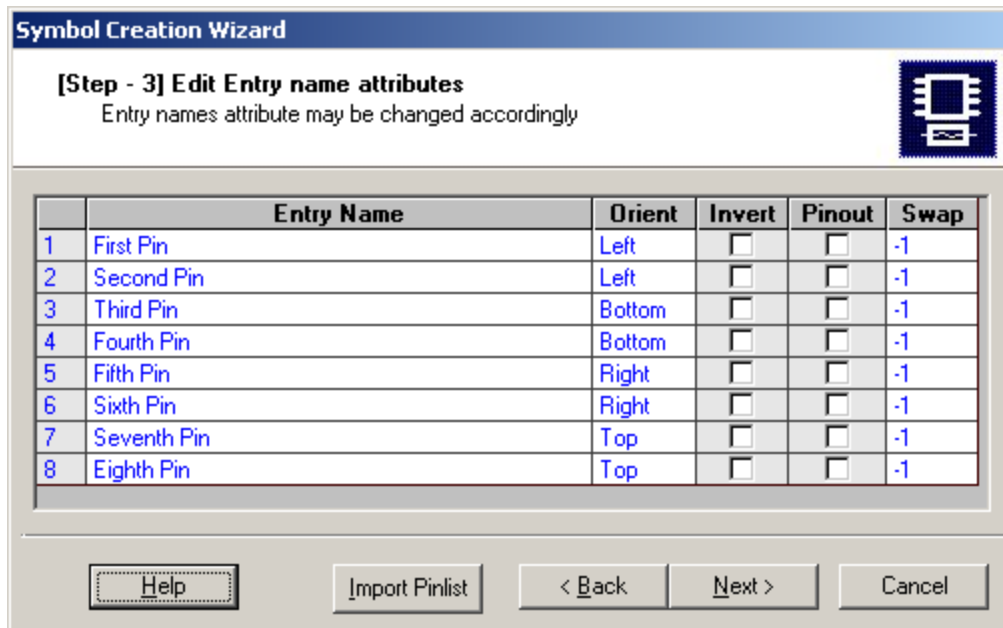 Symbol Creation Wizard
[Step - 3] Edit Entry name attributes
Entry names attribute may be changed accordingly
Entry Name Orient Invert Pinout Swap
1 First Pin Left -1
2 Second Pin Left -1
3 Third Pin Bottom -1
4 Fourth Pin Bottom -1
5 Fifth Pin Right -1
6 Sixth Pin Right -1
7 Seventh Pin Top -1
8 Eighth Pin Top -1
Help Import Pinlist < Back Next > Cancel